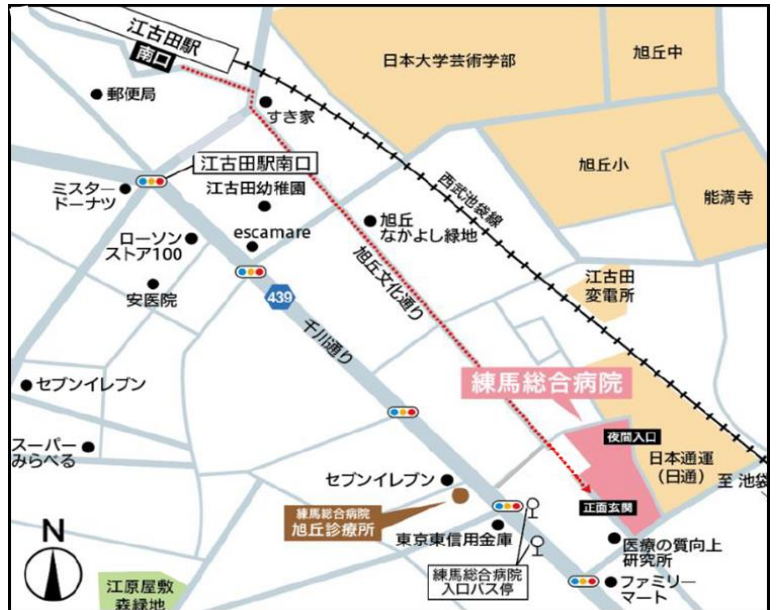 江古田駅
南口
郵便局
すき家
日本大学芸術学部
旭丘中
江古田駅南口
ミスター
ドーナツ
江古田幼稚園
旭丘小
能満寺
西武池袋線
ローソン
ストア100
escamare
旭丘
なかよし緑地
安医院
439
千川通り
旭丘文化通り
江古田
変電所
セブンイレブン
練馬総合病院
スーパー
みらべる
夜間入口
日本通運
(日通)
至 池袋
セブンイレブン
練馬総合病院
旭丘診療所
正面玄関
東京東信用金庫
医療の質向上
研究所
練馬総合病院
入口バス停
ファミリー
マート
N
江原屋敷
森緑地